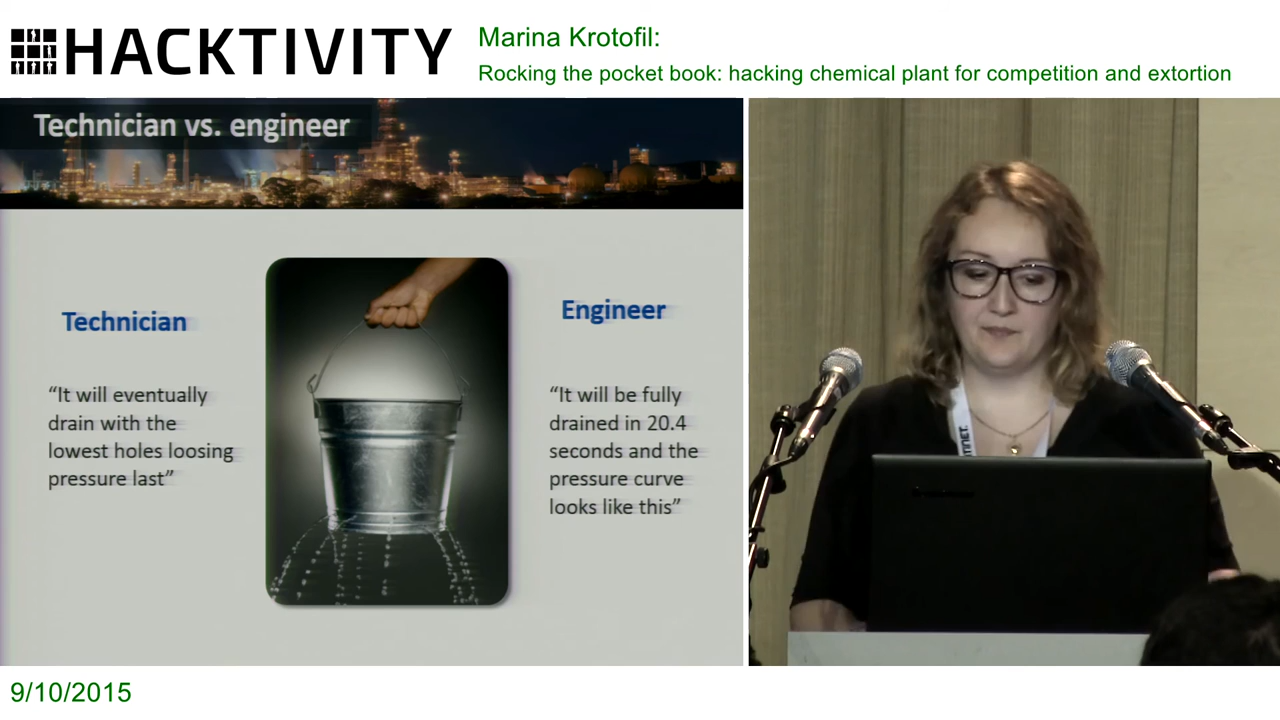 HACKTIVITY
Marina Krotofil:
Rocking the pocket book: hacking chemical plant for competition and extortion
Technician vs. engineer
Technician
“It will eventually
drain with the
lowest holes loosing
pressure last”
Engineer
“It will be fully
drained in 20.4
seconds and the
pressure curve
looks like this”
9/10/2015